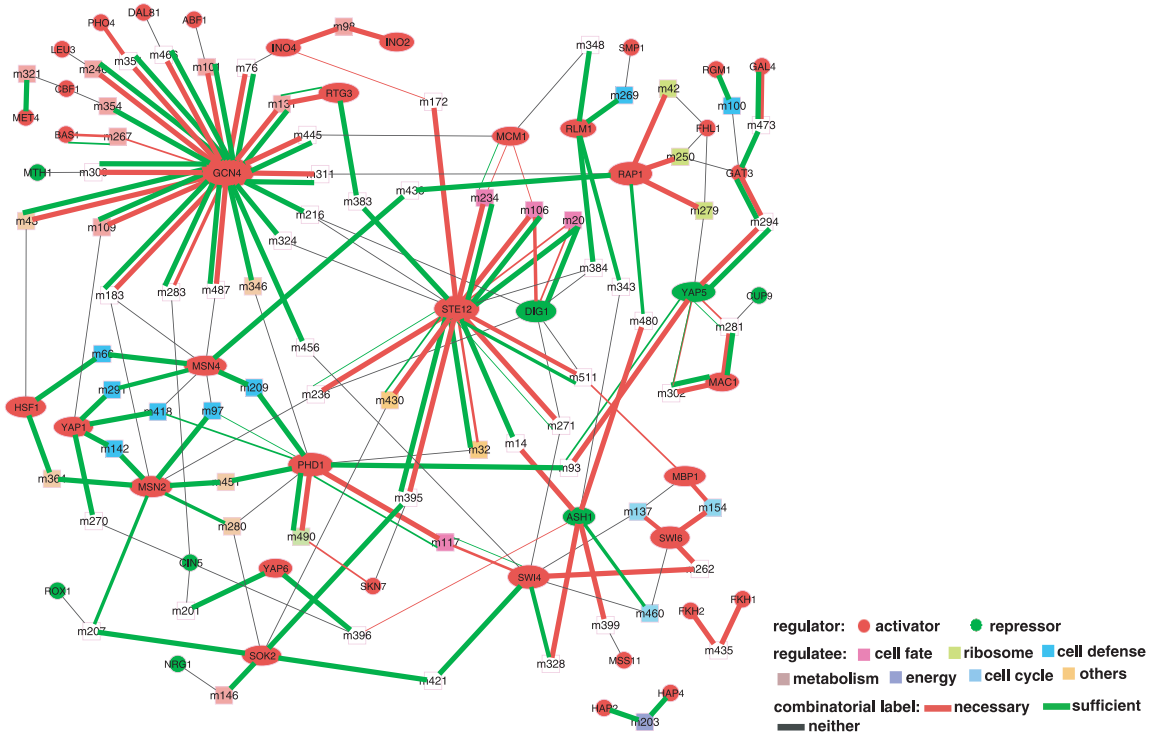 DAL81
ABF1
PHO4
m98
INO4
INO2
m348
SMP1
LEU3
m466
m35
RGM1
GAL4
m246
m101
m76
m321
CBF1
m354
m131
RTG3
m172
m269
m42
m100
MET4
BAS1
m267
m445
MCM1
RLM1
FHL1
m473
m250
MTH1
m306
GCN4
m311
RAP1
GAT3
m383
m436
m234
m106
m279
m45
m109
m216
m20
m294
m324
m384
m343
m183
m283
m487
m346
YAP5
CUP9
STE12
DIG1
m480
m281
m456
m66
MSN4
m511
m291
m209
m236
MAC1
m302
HSF1
m418
m97
m430
YAP1
m271
m142
m14
m32
PHD1
m93
m364
MSN2
m451
MBP1
m395
m137
m154
m270
m280
m490
ASH1
m117
SWI6
CIN5
YAP6
SWI4
m262
ROX1
SKN7
m201
m460
FKH2
FKH1
m207
m396
m399
SOK2
m435
NRG1
m328
MSS11
m421
m146
HAP4
HAP2
m203
regulator: activator repressor
regulatee: cell fate ribosome cell defense
metabolism energy cell cycle others
combinatorial label: necessary sufficient
neither